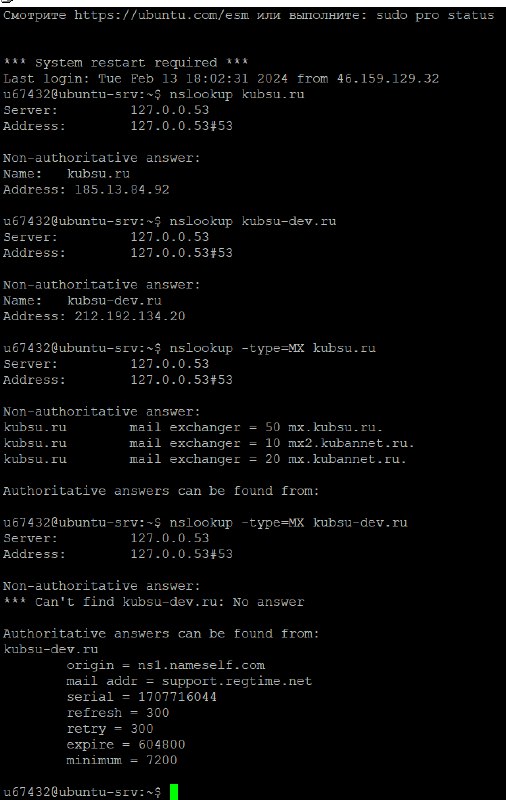 Смотрите https://ubuntu.com/esm или выполните: sudo pro status
*** System restart required ***
Last login: Tue Feb 13 18:02:31 2024 from 46.159.129.32
u67432@ubuntu-srv:~$ nslookup kubsu.ru
Server:         127.0.0.53
Address:        127.0.0.53#53
Non-authoritative answer:
Name:   kubsu.ru
Address: 185.13.84.92
u67432@ubuntu-srv:~$ nslookup kubsu-dev.ru
Server:         127.0.0.53
Address:        127.0.0.53#53
Non-authoritative answer:
Name:   kubsu-dev.ru
Address: 212.192.134.20
u67432@ubuntu-srv:~$ nslookup -type=MX kubsu.ru
Server:         127.0.0.53
Address:        127.0.0.53#53
Non-authoritative answer:
kubsu.ru        mail exchanger = 50 mx.kubsu.ru.
kubsu.ru        mail exchanger = 10 mx2.kubannet.ru.
kubsu.ru        mail exchanger = 20 mx.kubannet.ru.
Authoritative answers can be found from:
u67432@ubuntu-srv:~$ nslookup -type=MX kubsu-dev.ru
Server:         127.0.0.53
Address:        127.0.0.53#53
Non-authoritative answer:
*** Can't find kubsu-dev.ru: No answer
Authoritative answers can be found from:
kubsu-dev.ru
        origin = ns1.nameself.com
        mail addr = support.regtime.net
        serial = 1707716044
        refresh = 300
        retry = 300
        expire = 604800
        minimum = 7200
u67432@ubuntu-srv:~$